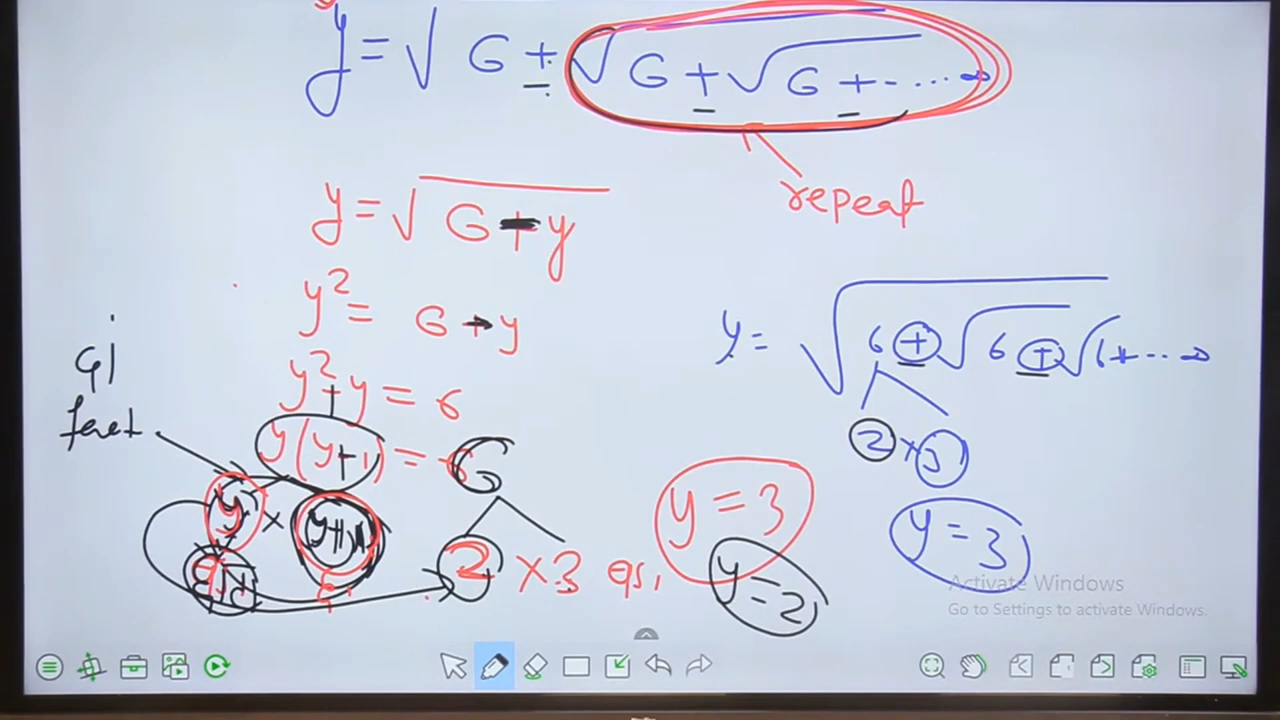 y = √6 + √6 + √6 + ..... ∞
repeat
y = √6 - y
y² = 6 - y
y² + y = 6
y(y+1) = 6
y = √6 + √6 + √6 + .... ∞
2 × 3
y ×
2 × 3
y = 3
y = 2
y = 3
Activate Windows
Go to Settings to activate Windows.